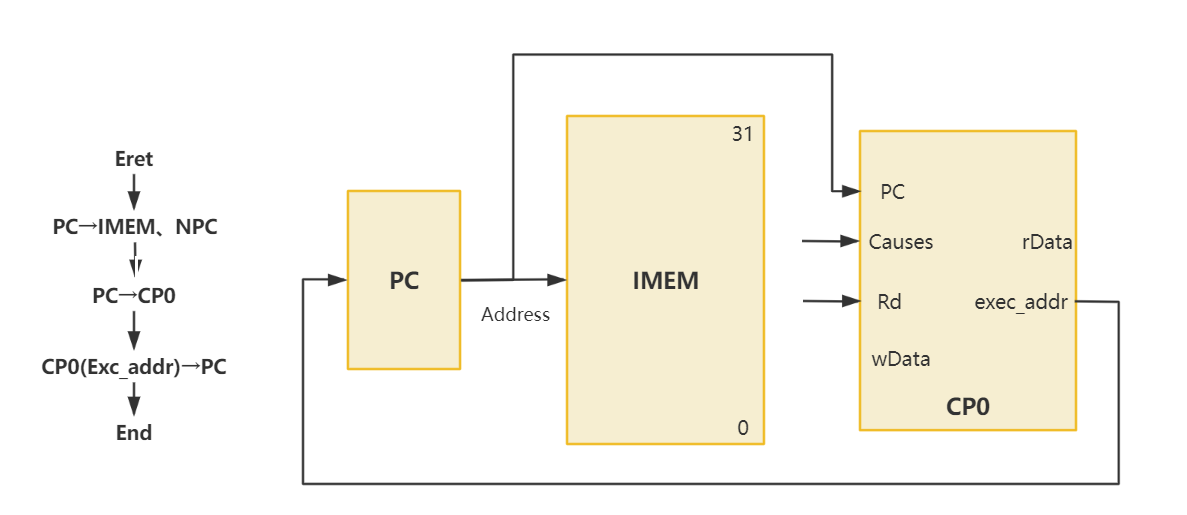 Eret
PC→IMEM、NPC
PC→CP0
CP0(Exc_addr)→PC
End
PC
Address
31
IMEM
0
PC
Causes
rData
Rd
exec_addr
wData
CP0